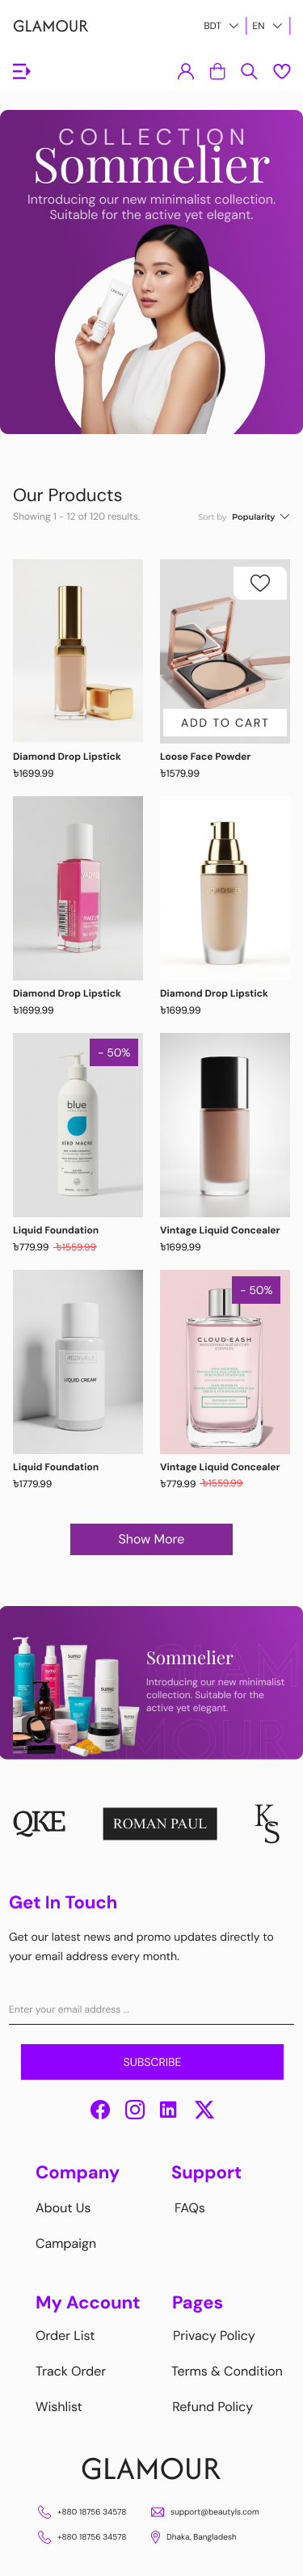 GLAMOUR
BDT EN
COLLECTION
Sommelier
Introducing our new minimalist collection.
Suitable for the active yet elegant.
Our Products
Showing 1 - 12 of 120 results.
Sort by Popularity
ADD TO CART
Diamond Drop Lipstick
৳1699.99
Loose Face Powder
৳1579.99
MAKEUP
Diamond Drop Lipstick
৳1699.99
Diamond Drop Lipstick
৳1699.99
- 50%
blue
Liquid Foundation
৳779.99 ৳1559.99
Vintage Liquid Concealer
৳1699.99
LIQUID CREAM
Liquid Foundation
৳1779.99
- 50%
CLOUD-EASH
Vintage Liquid Concealer
৳779.99 ৳1559.99
Show More
GLAM
Sommelier
Introducing our new minimalist
collection. Suitable for the
active yet elegant.
QKE
ROMAN PAUL
KS
Get In Touch
Get our latest news and promo updates directly to
your email address every month.
Enter your email address ...
SUBSCRIBE
Company
About Us
Campaign
Support
FAQs
My Account
Order List
Track Order
Wishlist
Pages
Privacy Policy
Terms & Condition
Refund Policy
GLAMOUR
+880 18756 34578
support@beautyls.com
+880 18756 34578
Dhaka, Bangladesh